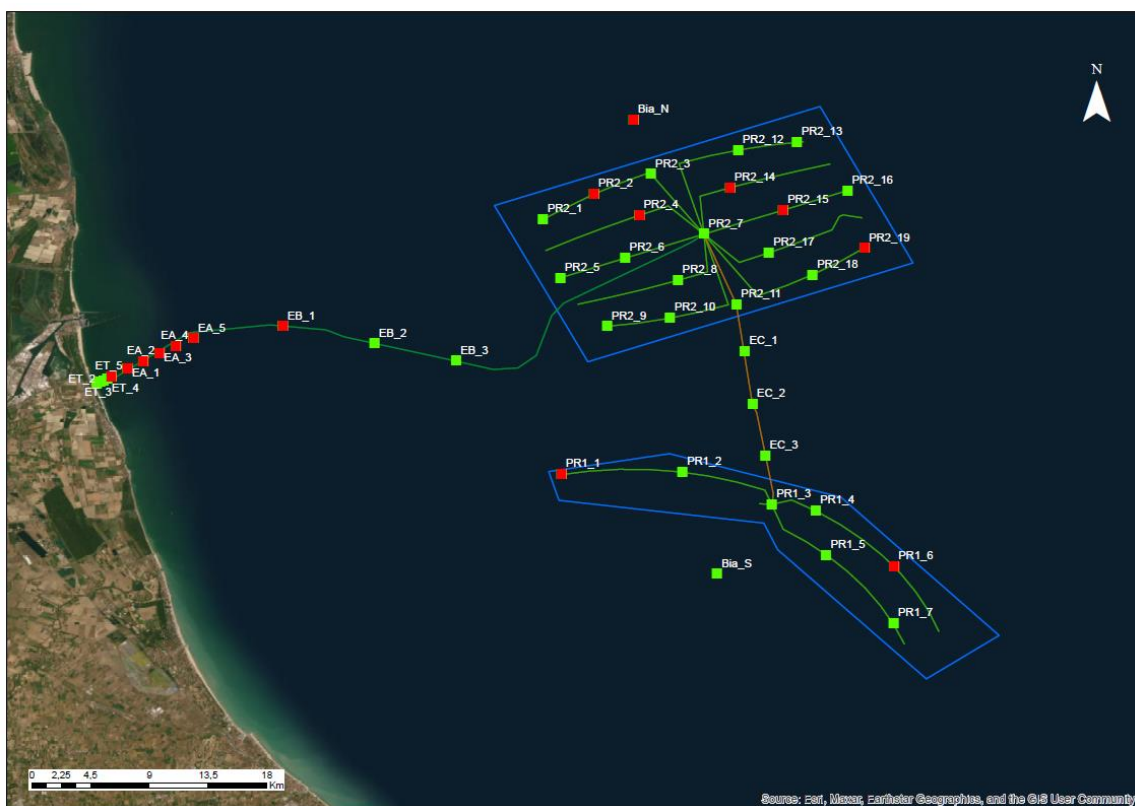 N
Bia_N
PR2_13
PR2_12
PR2_3
PR2_14
PR2_2
PR2_16
PR2_15
PR2_4
PR2_1
PR2_7
PR2_19
PR2_17
PR2_6
PR2_18
PR2_5
PR2_8
PR2_11
PR2_10
PR2_9
EB_1
EA_5
EA_4
EB_2
EC_1
EA_2
EA_3
EB_3
ET_5
EA_1
ET_2
ET_4
ET_3
EC_2
EC_3
PR1_1
PR1_2
PR1_3
PR1_4
PR1_5
PR1_6
Bia_S
PR1_7
0 2,25 4,5 9 13,5 18
Km
Source: Esri, Maxar, Earthstar Geographics, and the GIS User Community